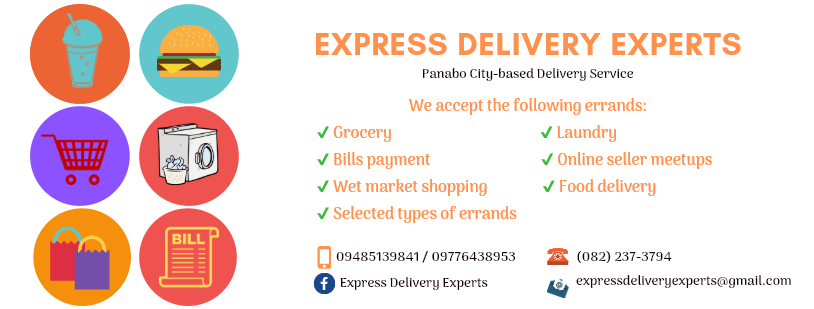 EXPRESS DELIVERY EXPERTS
Panabo City-based Delivery Service
We accept the following errands:
Grocery
Laundry
Bills payment
Online seller meetups
Wet market shopping
Food delivery
Selected types of errands
BILL
09485139841 / 09776438953
(082) 237-3794
Express Delivery Experts
expressdeliveryexperts@gmail.com